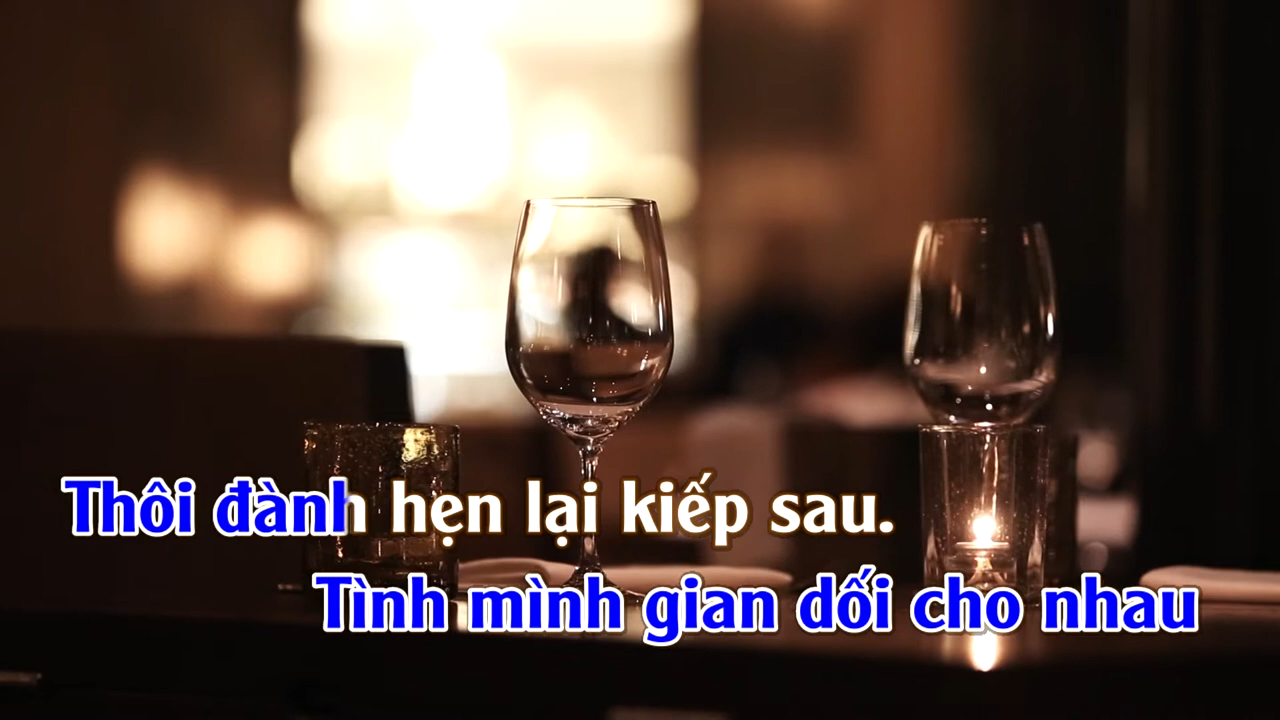 Thôi đành hẹn lại kiếp sau.
Tình mình gian dối cho nhau